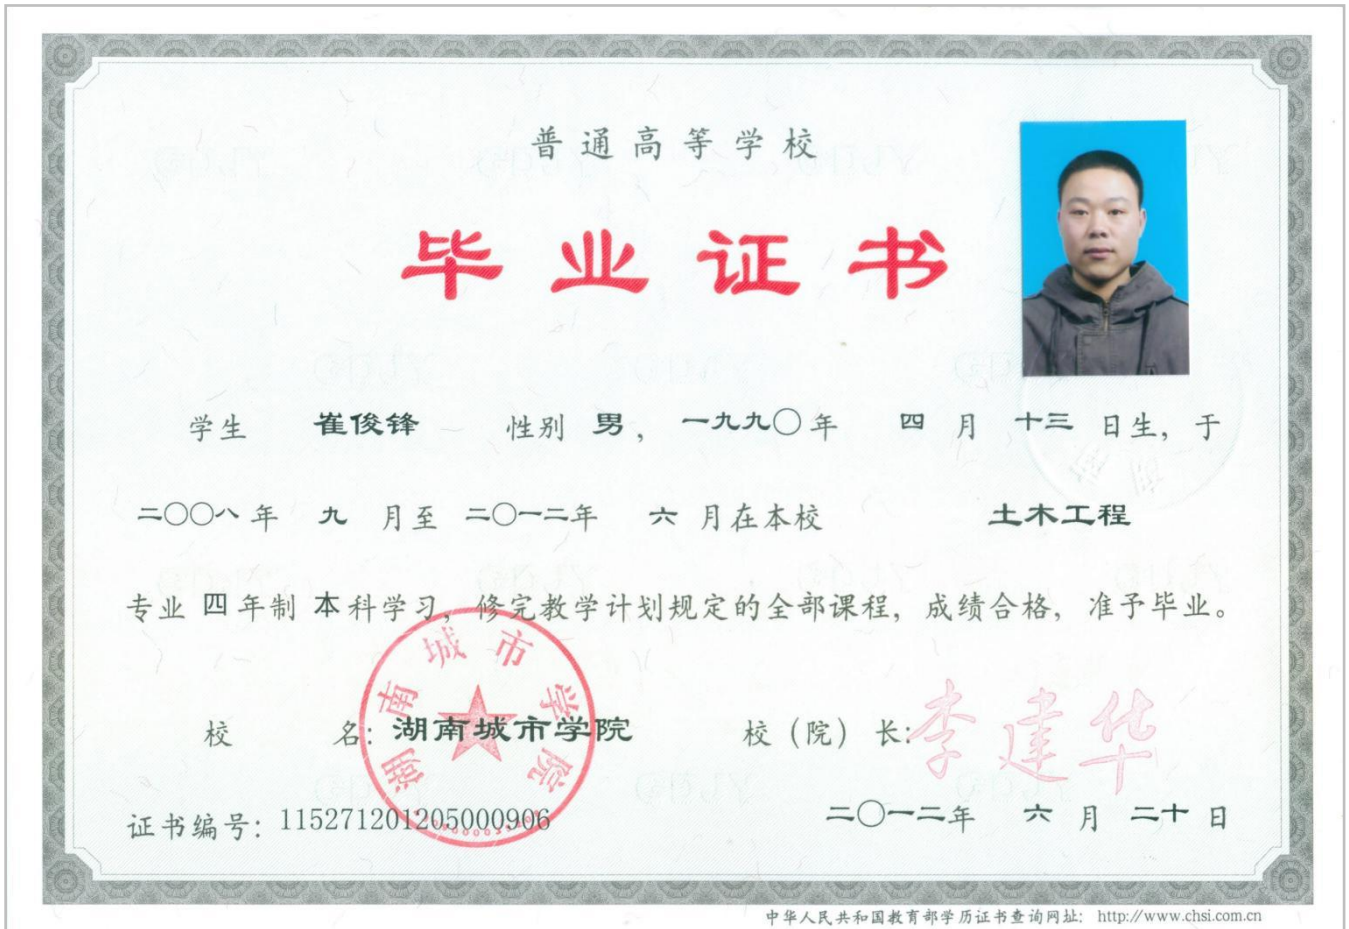 普通高等学校
毕业证书
学生 崔俊锋 性别 男， 一九九〇年 四 月 十三 日生，于
二〇〇八年 九 月至 二〇一二年 六 月在本校 土木工程
专业 四 年制 本 科学习，修完教学计划规定的全部课程，成绩合格，准予毕业。
湖南城市学院
校 名：湖南城市学院 校（院）长：李建华
证书编号：115271201205000906 二〇一二年 六 月 二十 日
中华人民共和国教育部学历证书查询网址： http://www.chsi.com.cn